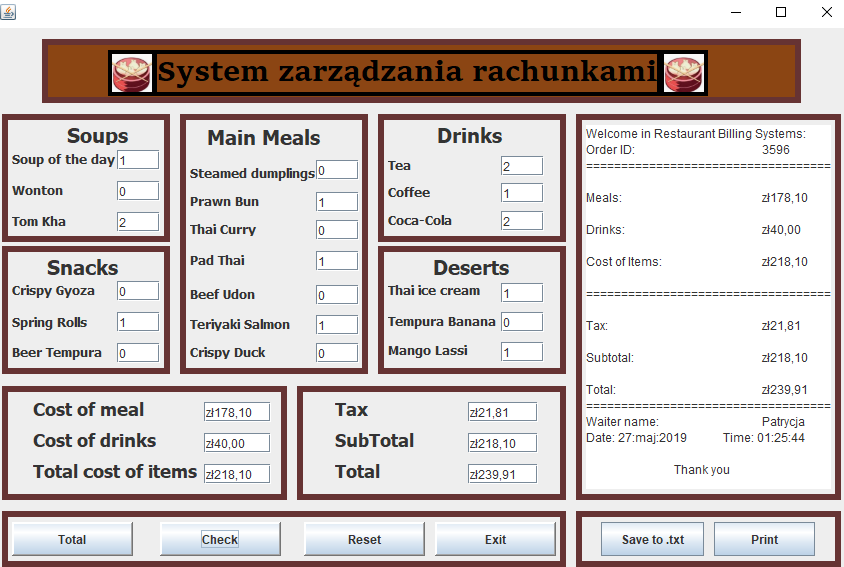 System zarządzania rachunkami
Soups
Soup of the day 1
Wonton 0
Tom Kha 2
Snacks
Crispy Gyoza 0
Spring Rolls 1
Beer Tempura 0
Main Meals
Steamed dumplings 0
Prawn Bun 1
Thai Curry 0
Pad Thai 1
Beef Udon 0
Teriyaki Salmon 1
Crispy Duck 0
Drinks
Tea 2
Coffee 1
Coca-Cola 2
Deserts
Thai ice cream 1
Tempura Banana 0
Mango Lassi 1
Welcome in Restaurant Billing Systems:
Order ID: 3596
===================================
Meals: zł178,10
Drinks: zł40,00
Cost of Items: zł218,10
===================================
Tax: zł21,81
Subtotal: zł218,10
Total: zł239,91
===================================
Waiter name: Patrycja
Date: 27:maj:2019 Time: 01:25:44
Thank you
Cost of meal zł178,10
Cost of drinks zł40,00
Total cost of items zł218,10
Tax zł21,81
SubTotal zł218,10
Total zł239,91
Total Check Reset Exit
Save to .txt Print